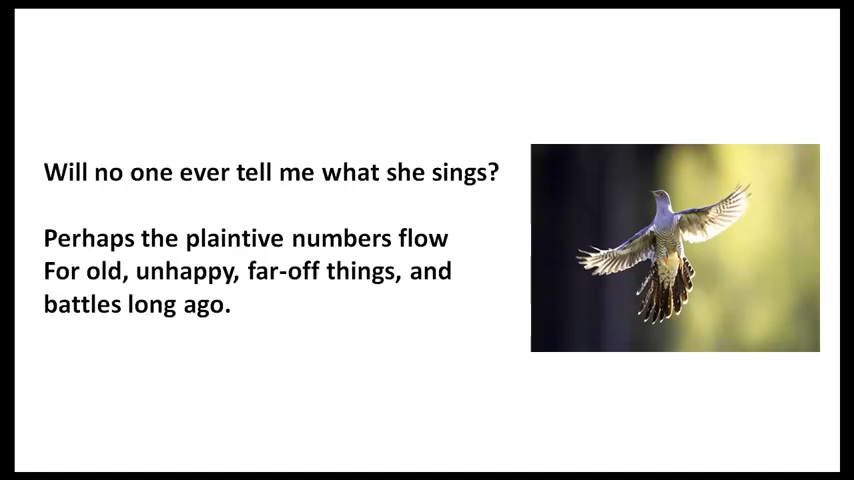 Will no one ever tell me what she sings?
Perhaps the plaintive numbers flow
For old, unhappy, far-off things, and
battles long ago.